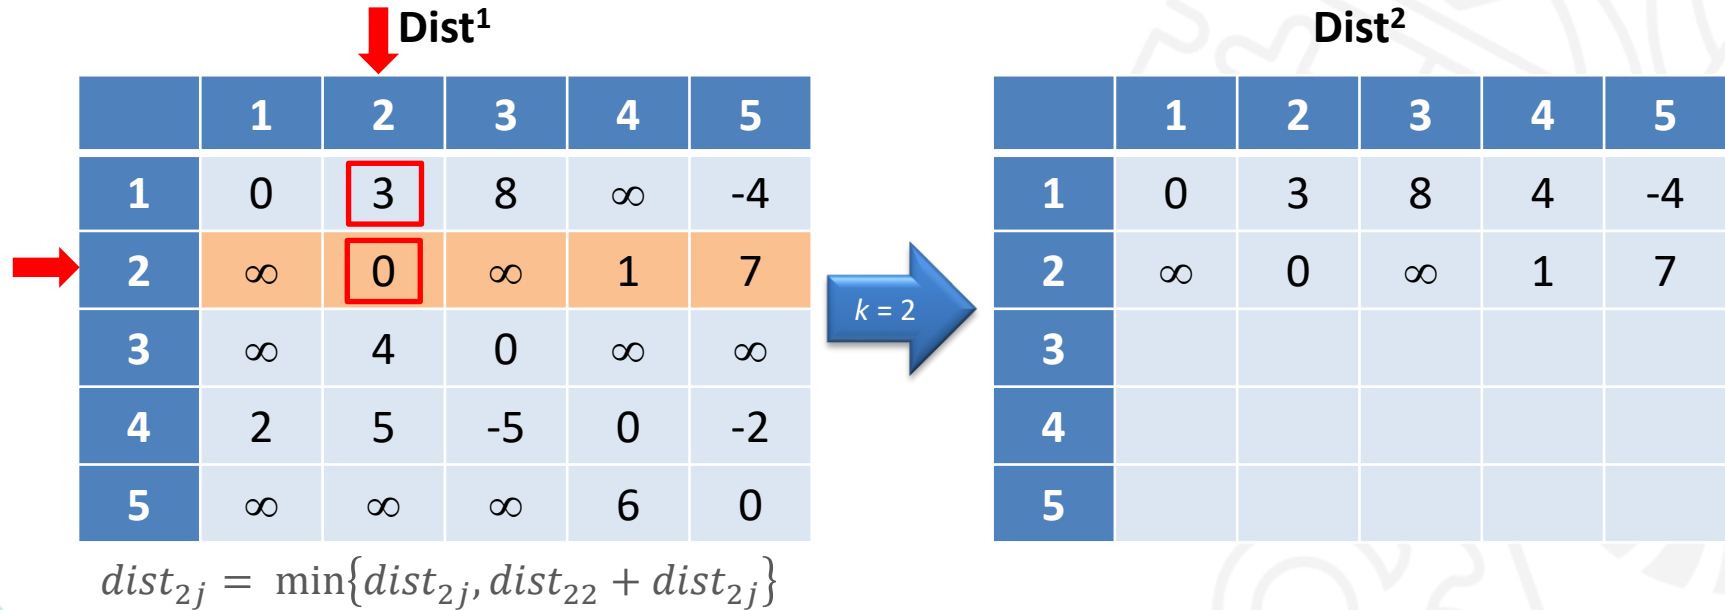 Dist¹ Dist²
1 2 3 4 5 1 2 3 4 5
1 0 3 8 ∞ -4 1 0 3 8 4 -4
2 ∞ 0 ∞ 1 7 2 ∞ 0 ∞ 1 7
k = 2
3 ∞ 4 0 ∞ ∞ 3
4 2 5 -5 0 -2 4
5 ∞ ∞ ∞ 6 0 5
dist₂ⱼ = min{dist₂ⱼ, dist₂₂ + dist₂ⱼ}